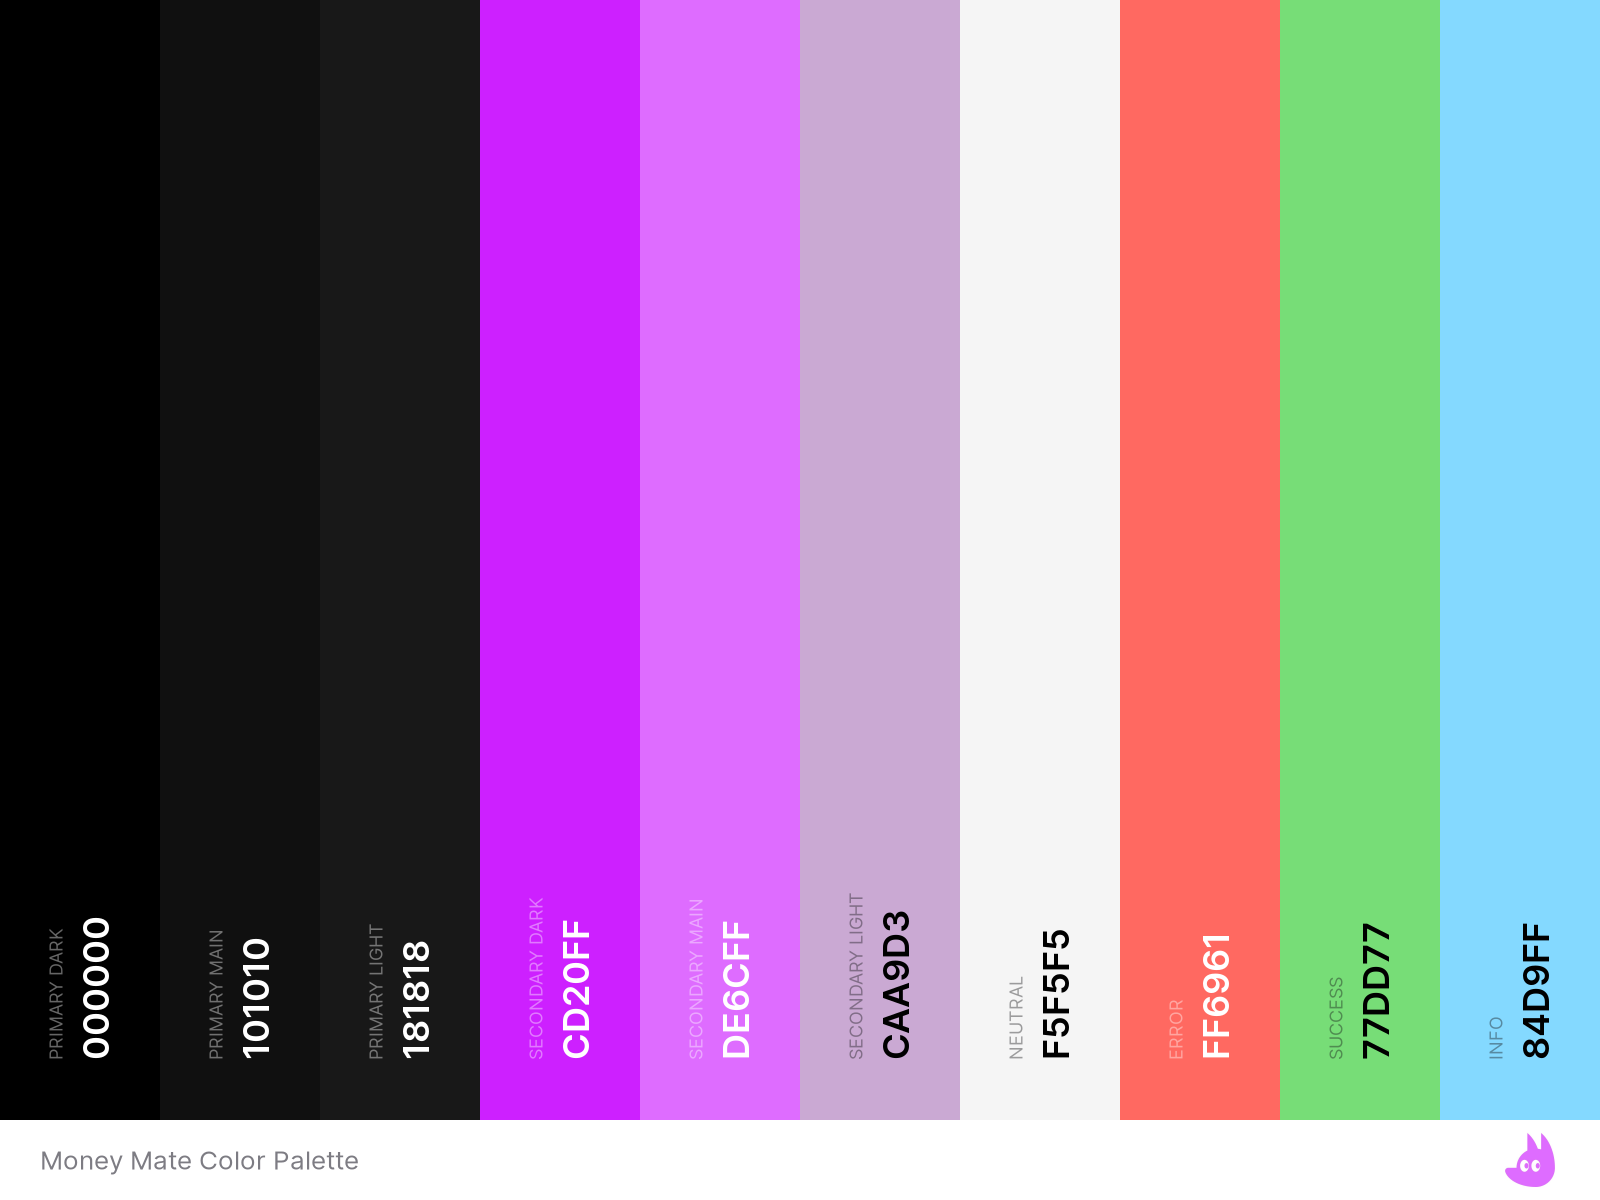 PRIMARY DARK
000000
PRIMARY MAIN
101010
PRIMARY LIGHT
181818
SECONDARY DARK
CD20FF
SECONDARY MAIN
DE6CFF
SECONDARY LIGHT
CAA9D3
NEUTRAL
F5F5F5
ERROR
FF6961
SUCCESS
77DD77
INFO
84D9FF
Money Mate Color Palette